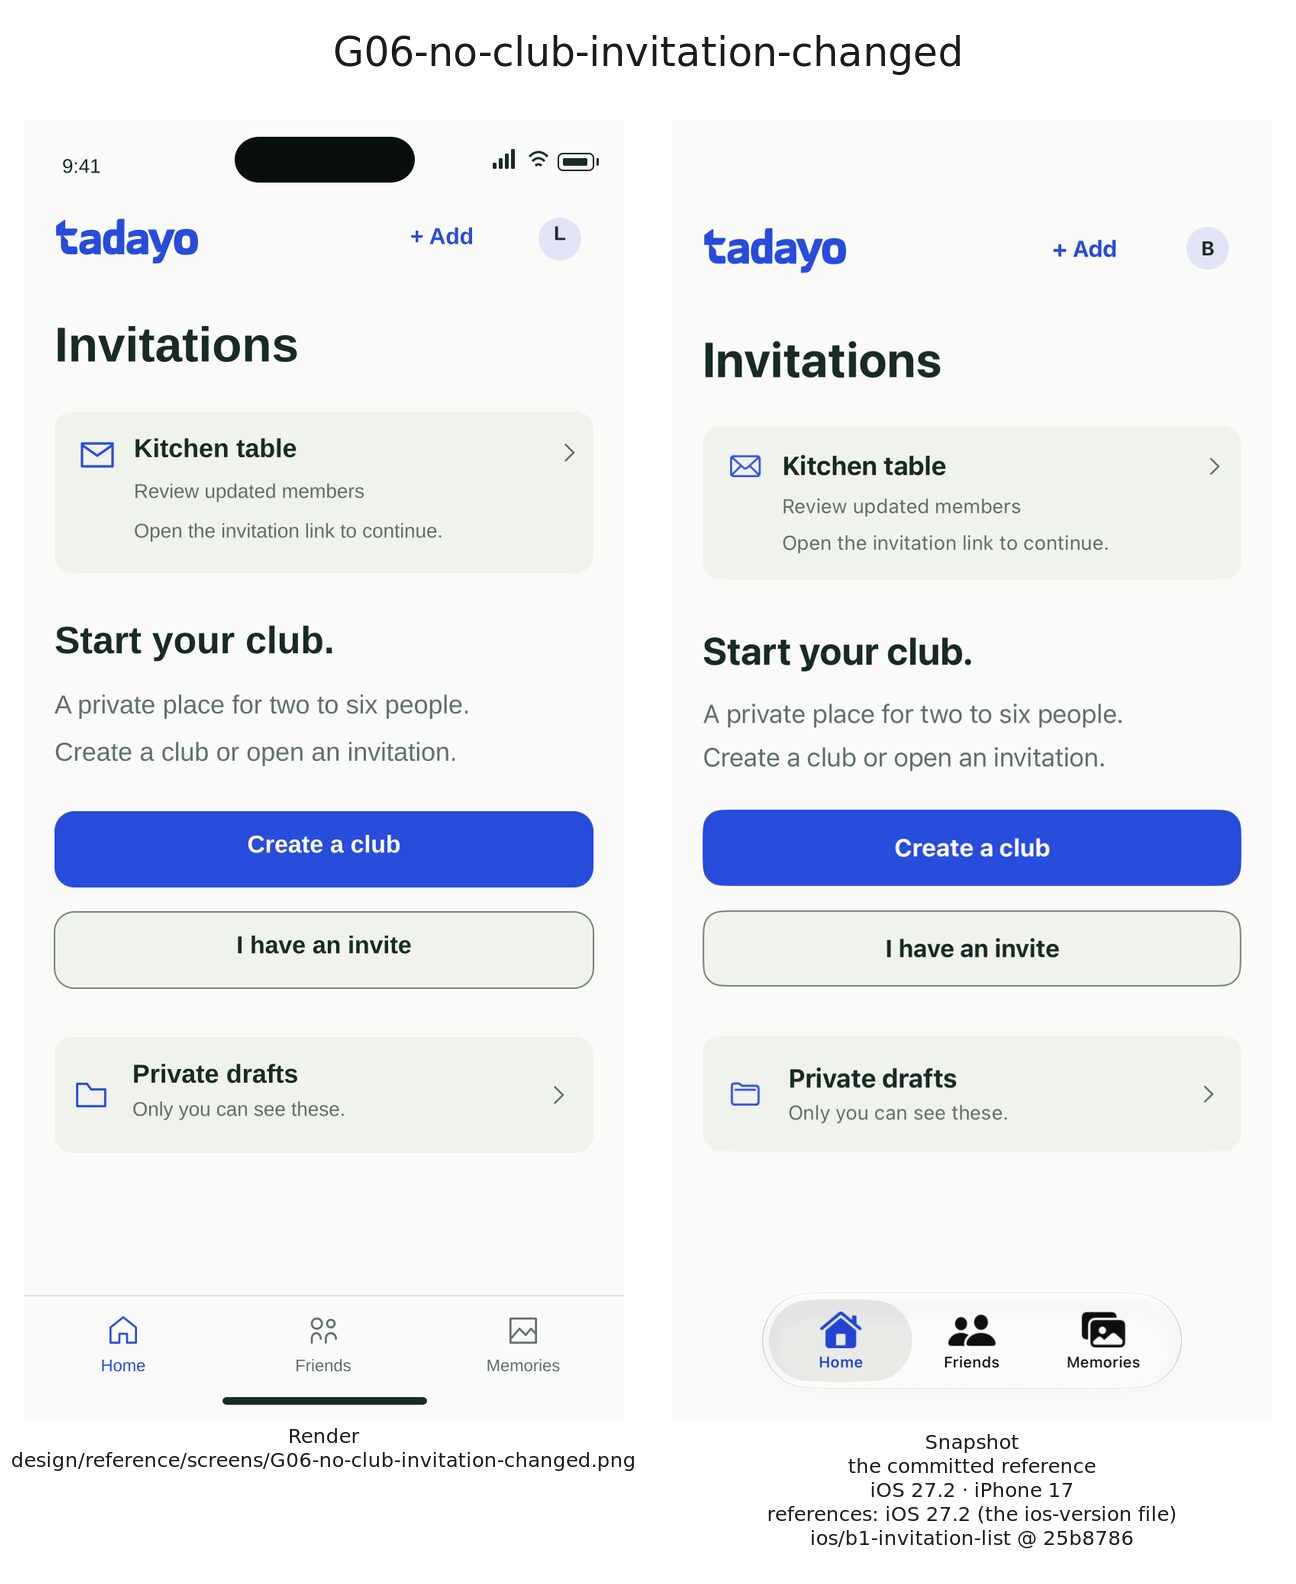 G06-no-club-invitation-changed
9:41
tadayo
+ Add
L
Invitations
Kitchen table
Review updated members
Open the invitation link to continue.
Start your club.
A private place for two to six people.
Create a club or open an invitation.
Create a club
I have an invite
Private drafts
Only you can see these.
Home
Friends
Memories
Render
design/reference/screens/G06-no-club-invitation-changed.png
tadayo
+ Add
B
Invitations
Kitchen table
Review updated members
Open the invitation link to continue.
Start your club.
A private place for two to six people.
Create a club or open an invitation.
Create a club
I have an invite
Private drafts
Only you can see these.
Home
Friends
Memories
Snapshot
the committed reference
iOS 27.2 · iPhone 17
references: iOS 27.2 (the ios-version file)
ios/b1-invitation-list @ 25b8786